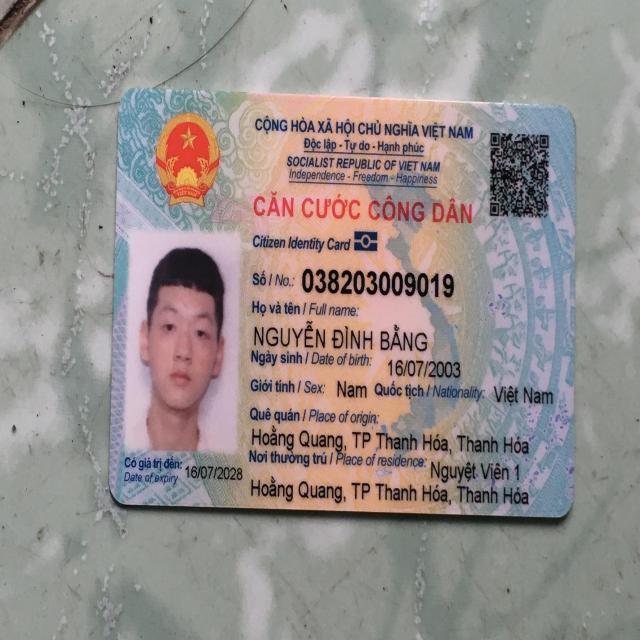 CỘNG HÒA XÃ HỘI CHỦ NGHĨA VIỆT NAM
Độc lập - Tự do - Hạnh phúc
SOCIALIST REPUBLIC OF VIET NAM
Independence - Freedom - Happiness
CĂN CƯỚC CÔNG DÂN
Citizen Identity Card
Số / No.: 038203009019
Họ và tên / Full name:
NGUYỄN ĐÌNH BẰNG
Ngày sinh / Date of birth: 16/07/2003
Giới tính / Sex: Nam Quốc tịch / Nationality: Việt Nam
Quê quán / Place of origin:
Hoằng Quang, TP Thanh Hóa, Thanh Hóa
Nơi thường trú / Place of residence: Nguyệt Viên 1
Hoằng Quang, TP Thanh Hóa, Thanh Hóa
Có giá trị đến: 16/07/2028
Date of expiry